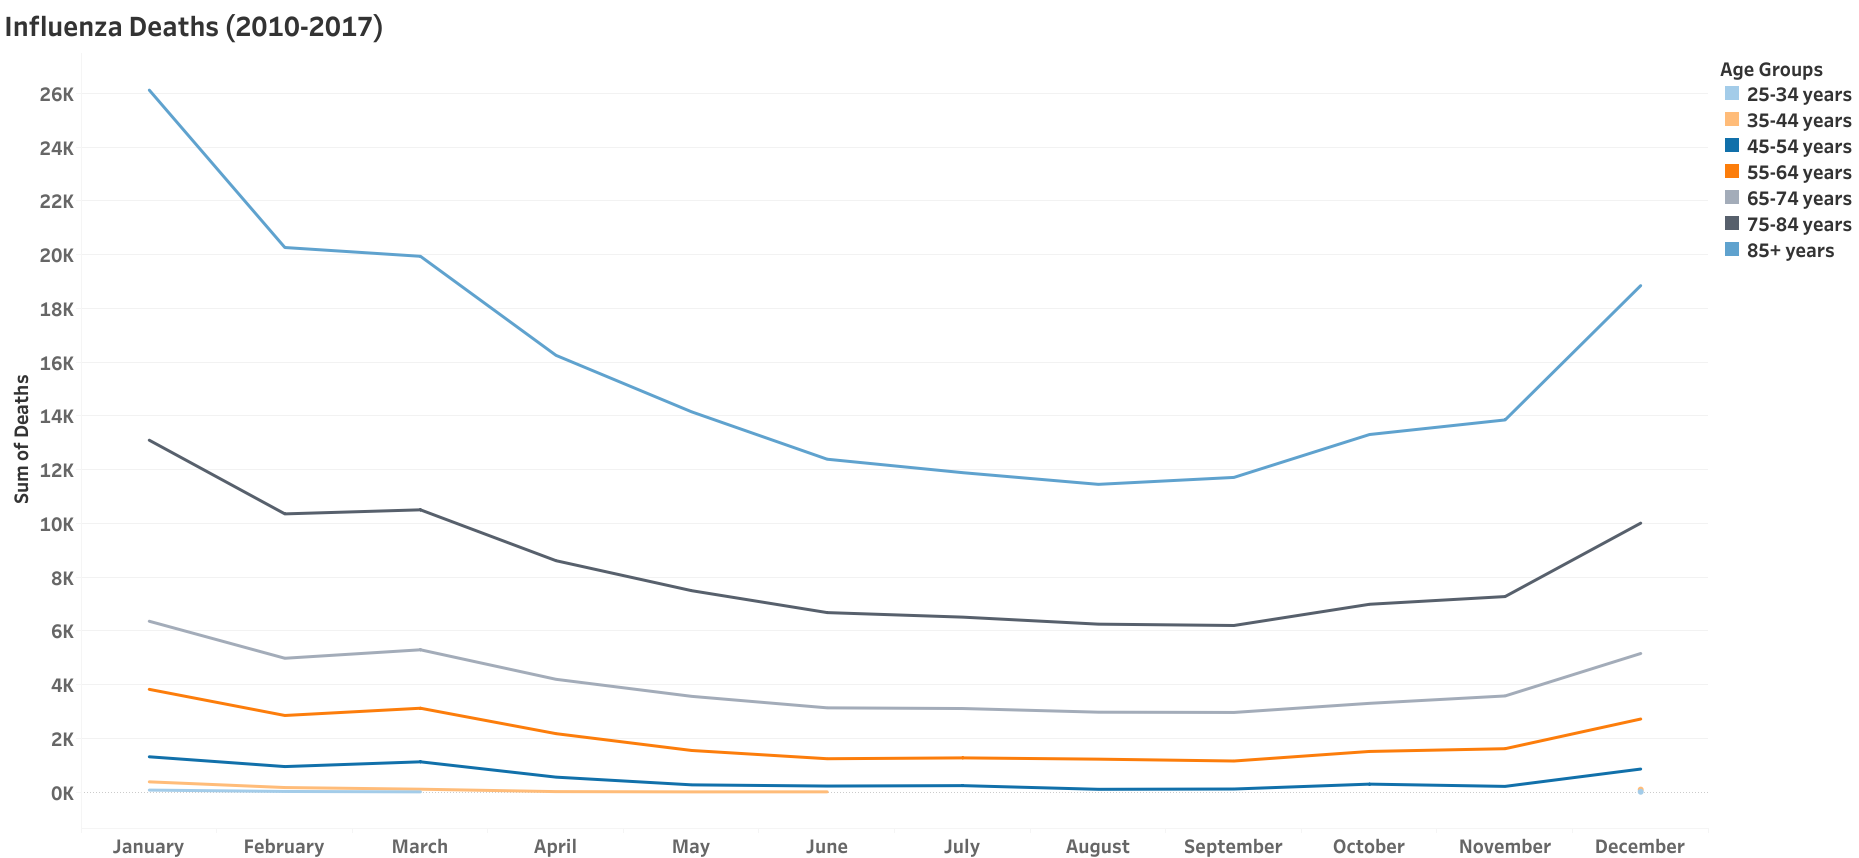 Influenza Deaths (2010-2017)
Age Groups
25-34 years
35-44 years
45-54 years
55-64 years
65-74 years
75-84 years
85+ years
Sum of Deaths
26K
24K
22K
20K
18K
16K
14K
12K
10K
8K
6K
4K
2K
0K
January February March April May June July August September October November December